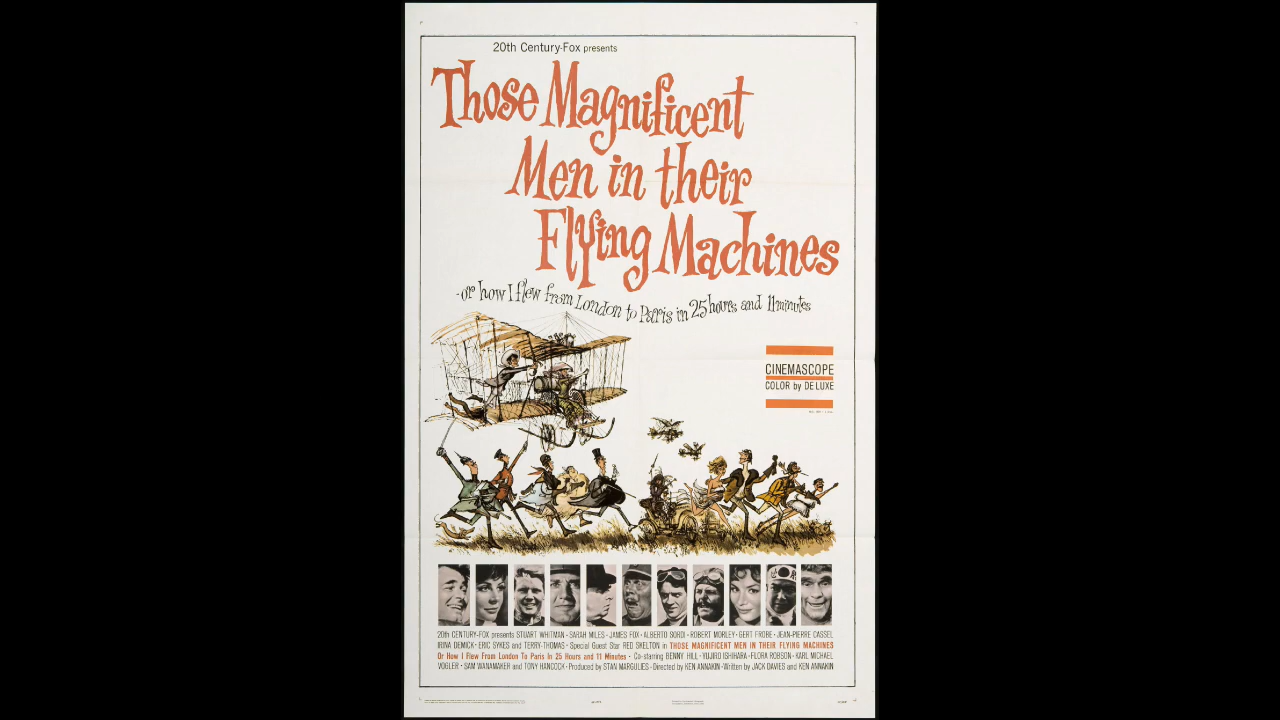 20th Century-Fox presents
Those Magnificent
Men in their
Flying Machines
-or how I flew from London to Paris in 25 hours and 11 minutes
CINEMASCOPE
COLOR by DE LUXE
20th CENTURY-FOX presents STUART WHITMAN · SARAH MILES · JAMES FOX · ALBERTO SORDI · ROBERT MORLEY · GERT FROBE · JEAN-PIERRE CASSEL
IRINA DEMICK · ERIC SYKES and TERRY-THOMAS · Special Guest Star RED SKELTON in THOSE MAGNIFICENT MEN IN THEIR FLYING MACHINES
Or How I Flew From London To Paris in 25 Hours and 11 Minutes · Co-starring BENNY HILL · YUJIRO ISHIHARA · FLORA ROBSON · KARL MICHAEL
VOGLER · SAM WANAMAKER and TONY HANCOCK · Produced by STAN MARGULIES · Directed by KEN ANNAKIN · Written by JACK DAVIES and KEN ANNAKIN